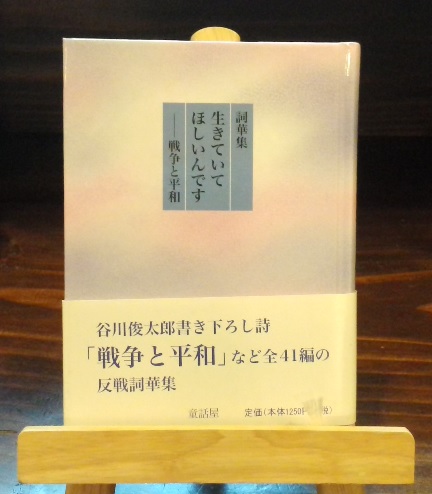 詞華集
生きていて
ほしいんです
──戦争と平和
谷川俊太郎書き下ろし詩
「戦争と平和」など全41編の
反戦詞華集
童話屋
定価(本体1250
税)